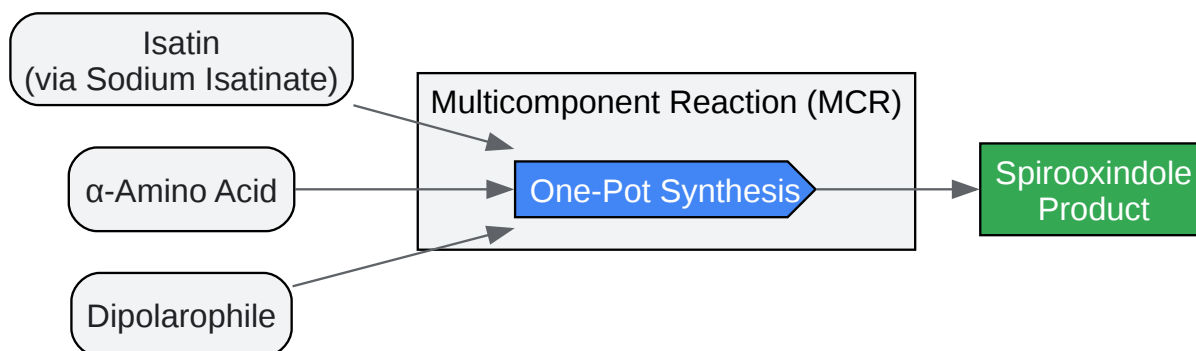 Isatin
(via Sodium Isatinate)
Multicomponent Reaction (MCR)
α-Amino Acid
One-Pot Synthesis
Spirooxindole
Product
Dipolarophile